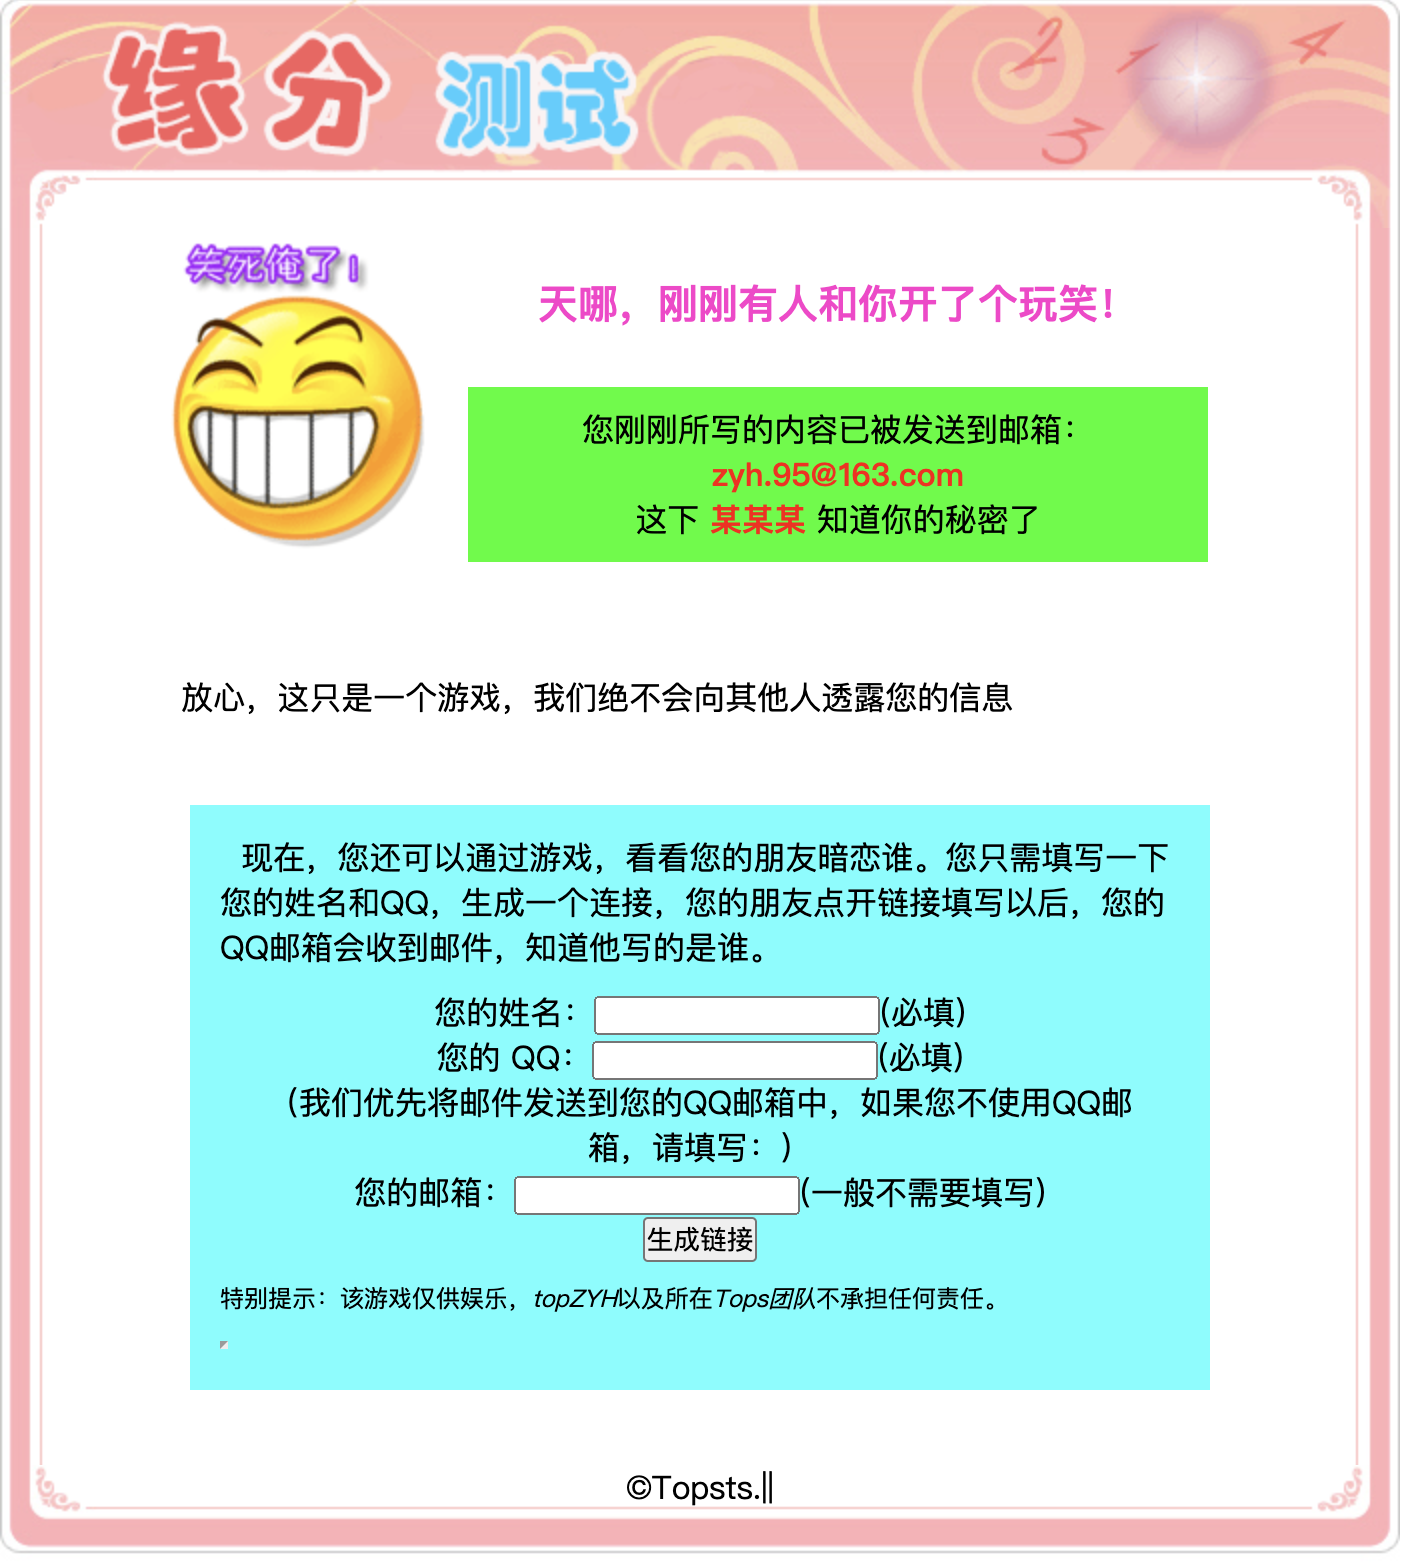 缘分 测试
2 1 4
3
笑死俺了!
天哪，刚刚有人和你开了个玩笑！
您刚刚所写的内容已被发送到邮箱：
zyh.95@163.com
这下 某某某 知道你的秘密了
放心，这只是一个游戏，我们绝不会向其他人透露您的信息
现在，您还可以通过游戏，看看您的朋友暗恋谁。您只需填写一下
您的姓名和QQ，生成一个连接，您的朋友点开链接填写以后，您的
QQ邮箱会收到邮件，知道他写的是谁。
您的姓名：(必填)
您的 QQ：(必填)
（我们优先将邮件发送到您的QQ邮箱中，如果您不使用QQ邮
箱，请填写：）
您的邮箱：(一般不需要填写)
生成链接
特别提示：该游戏仅供娱乐，topZYH以及所在Tops团队不承担任何责任。
©Topsts.||